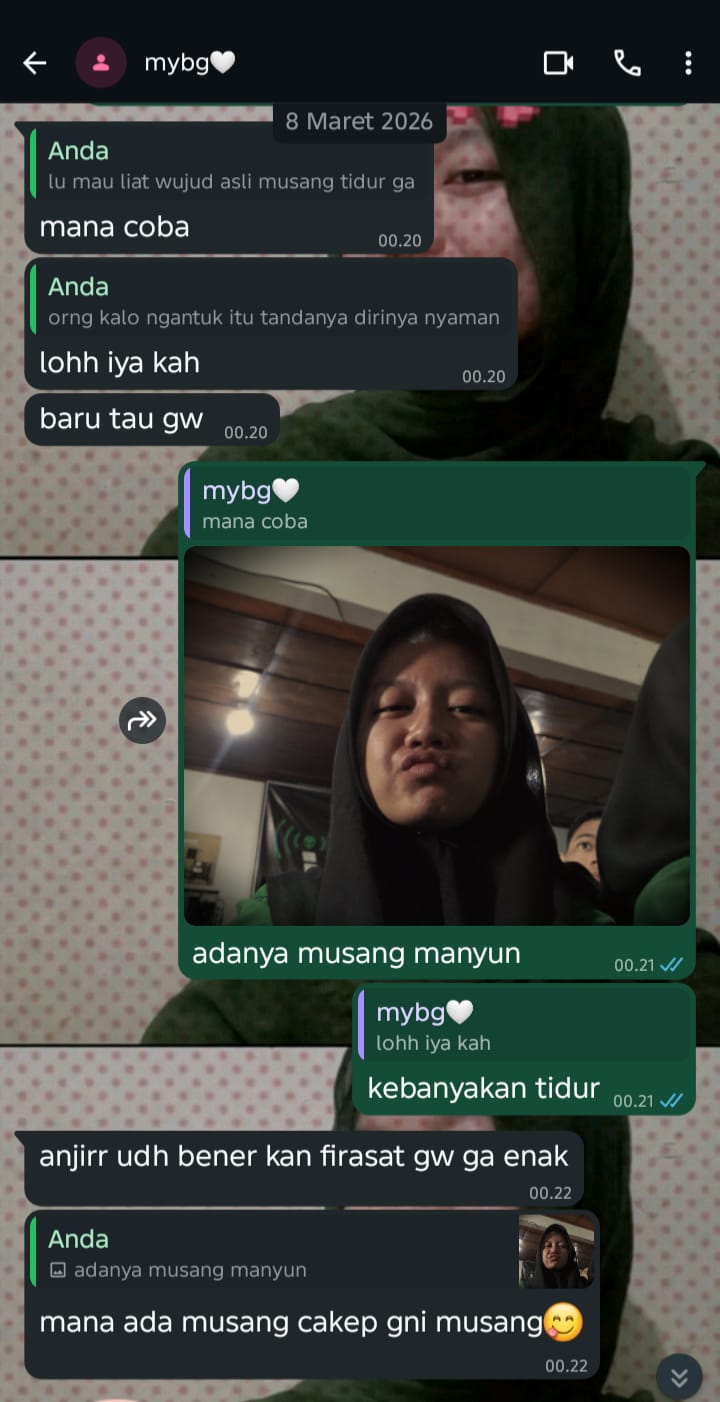 mybg🤍
8 Maret 2026
Anda
lu mau liat wujud asli musang tidur ga
mana coba
00.20
Anda
orng kalo ngantuk itu tandanya dirinya nyaman
lohh iya kah
00.20
baru tau gw
00.20
mybg🤍
mana coba
adanya musang manyun
00.21
mybg🤍
lohh iya kah
kebanyakan tidur
00.21
anjirr udh bener kan firasat gw ga enak
00.22
Anda
adanya musang manyun
mana ada musang cakep gni musang😋
00.22